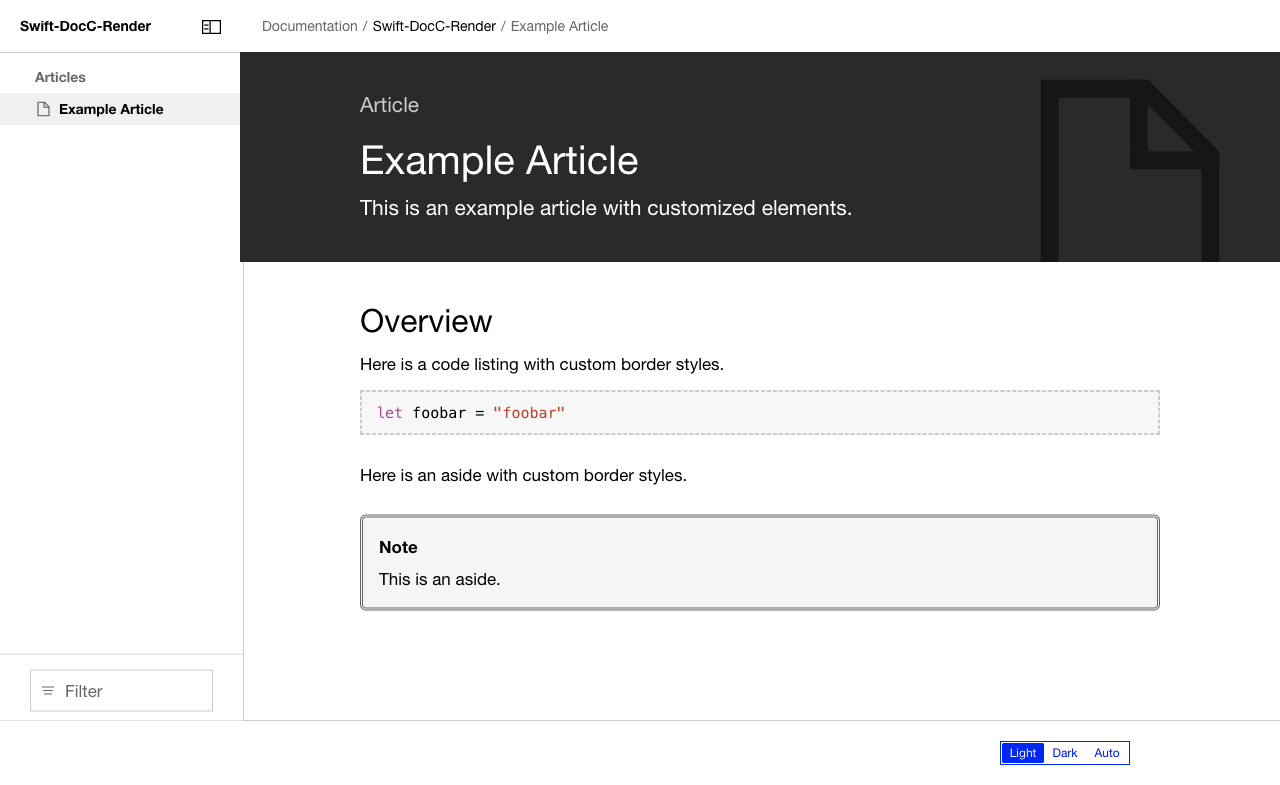 Swift-DocC-Render
Documentation / Swift-DocC-Render / Example Article
Articles
Example Article
Article
Example Article
This is an example article with customized elements.
Overview
Here is a code listing with custom border styles.
let foobar = "foobar"
Here is an aside with custom border styles.
Note
This is an aside.
Filter
Light Dark Auto